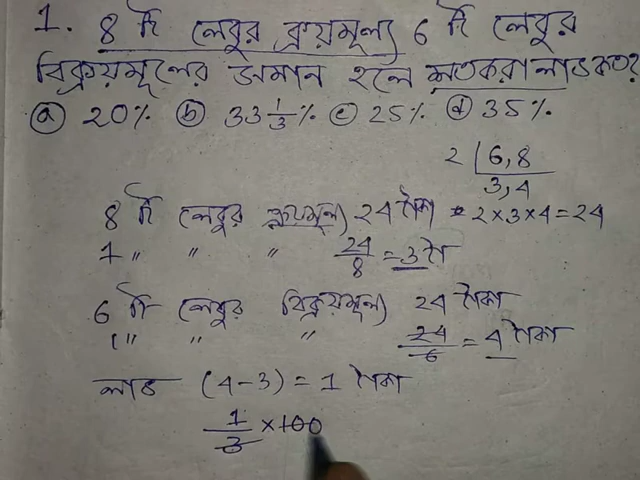 1. 8 টি লেবুর ক্রয়মূল্য 6 টি লেবুর
বিক্রয়মূল্যের সমান হলে শতকরা লাভ কত?
ⓐ 20% ⓑ 33 1/3 % ⓒ 25% ⓓ 35%
2 | 6, 8
3, 4
8 টি লেবুর ক্রয়মূল্য 24 টাকা 2×3×4=24
1 " " " 24/8 = 3 টা
6 টি লেবুর বিক্রয়মূল্য 24 টাকা
1 " " " 24/6 = 4 টাকা
লাভ (4-3) = 1 টাকা
1/3 × 100